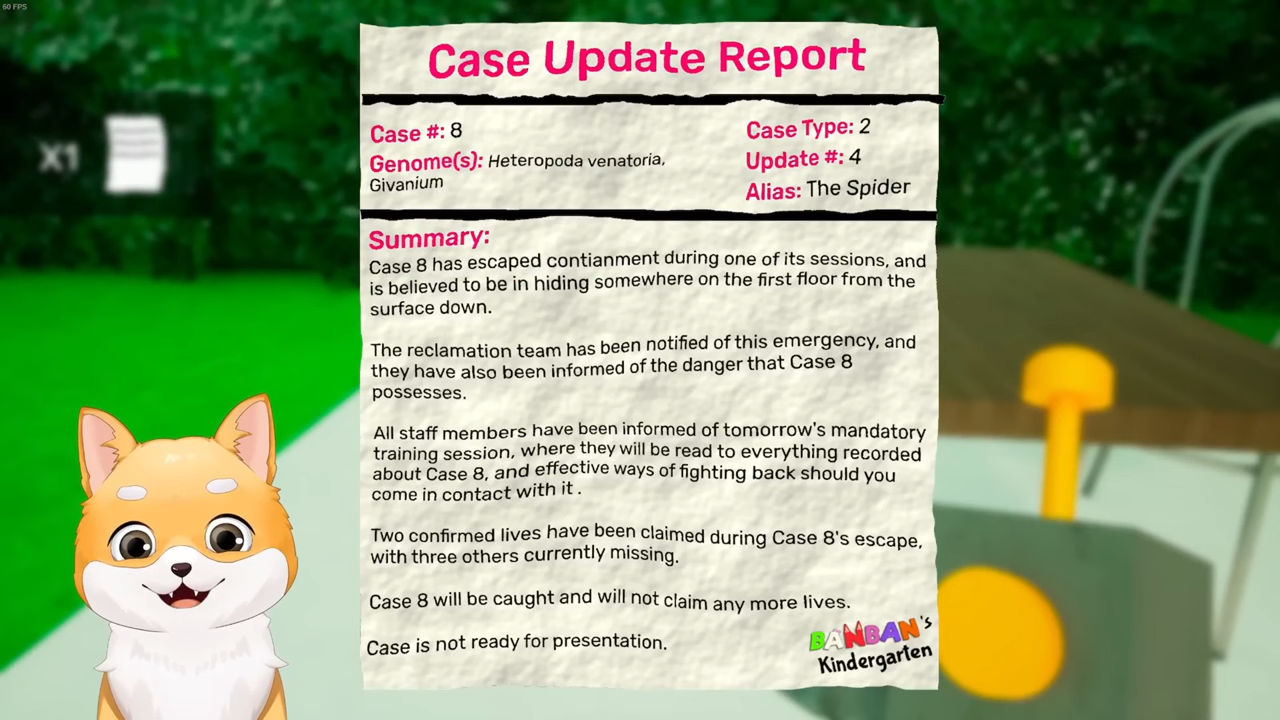 60 FPS
X1
Case Update Report
Case #: 8
Genome(s): Heteropoda venatoria,
Givanium
Case Type: 2
Update #: 4
Alias: The Spider
Summary:
Case 8 has escaped contianment during one of its sessions, and
is believed to be in hiding somewhere on the first floor from the
surface down.
The reclamation team has been notified of this emergency, and
they have also been informed of the danger that Case 8
possesses.
All staff members have been informed of tomorrow's mandatory
training session, where they will be read to everything recorded
about Case 8, and effective ways of fighting back should you
come in contact with it .
Two confirmed lives have been claimed during Case 8's escape,
with three others currently missing.
Case 8 will be caught and will not claim any more lives.
Case is not ready for presentation.
BANBAN's
Kindergarten